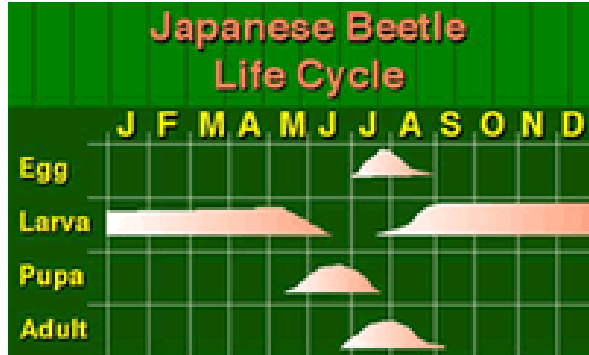 Japanese Beetle
Life Cycle
J F M A M J J A S O N D
Egg
Larva
Pupa
Adult